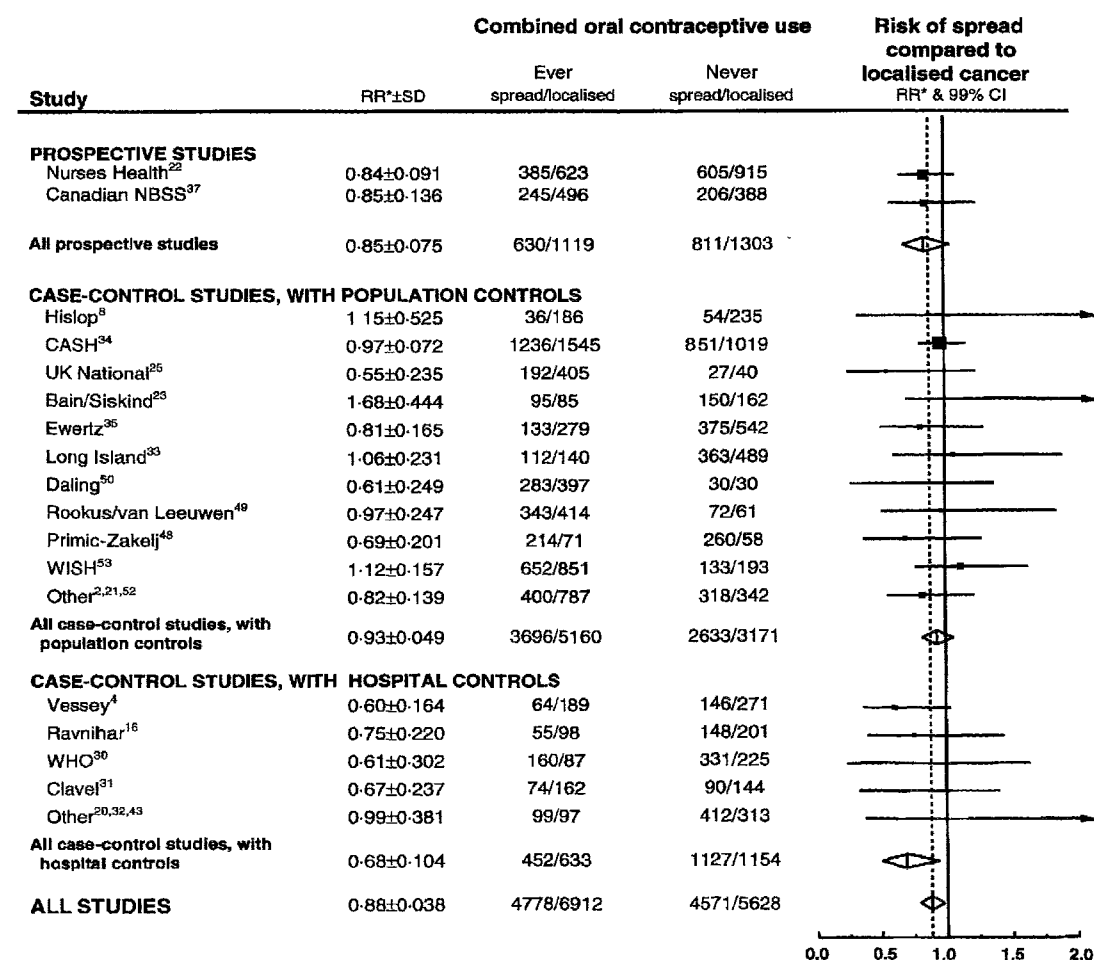 Combined oral contraceptive use Risk of spread
compared to
localised cancer
Ever Never
Study RR*±SD spread/localised spread/localised RR* & 99% CI
PROSPECTIVE STUDIES
Nurses Health22 0·84±0·091 385/623 605/915
Canadian NBSS37 0·85±0·136 245/496 206/388
All prospective studies 0·85±0·075 630/1119 811/1303
CASE-CONTROL STUDIES, WITH POPULATION CONTROLS
Hislop8 1 15±0·525 36/186 54/235
CASH34 0·97±0·072 1236/1545 851/1019
UK National25 0·55±0·235 192/405 27/40
Bain/Siskind23 1·68±0·444 95/85 150/162
Ewertz35 0·81±0·165 133/279 375/542
Long Island33 1·06±0·231 112/140 363/489
Daling50 0·61±0·249 283/397 30/30
Rookus/van Leeuwen49 0·97±0·247 343/414 72/61
Primic-Zakelj48 0·69±0·201 214/71 260/58
WISH53 1·12±0·157 652/851 133/193
Other2,21,52 0·82±0·139 400/787 318/342
All case-control studies, with
population controls 0·93±0·049 3696/5160 2633/3171
CASE-CONTROL STUDIES, WITH HOSPITAL CONTROLS
Vessey4 0·60±0·164 64/189 146/271
Ravnihar16 0·75±0·220 55/98 148/201
WHO30 0·61±0·302 160/87 331/225
Clavel31 0·67±0·237 74/162 90/144
Other20,32,43 0·99±0·381 99/97 412/313
All case-control studies, with
hospital controls 0·68±0·104 452/633 1127/1154
ALL STUDIES 0·88±0·038 4778/6912 4571/5628
0.0 0.5 1.0 1.5 2.0